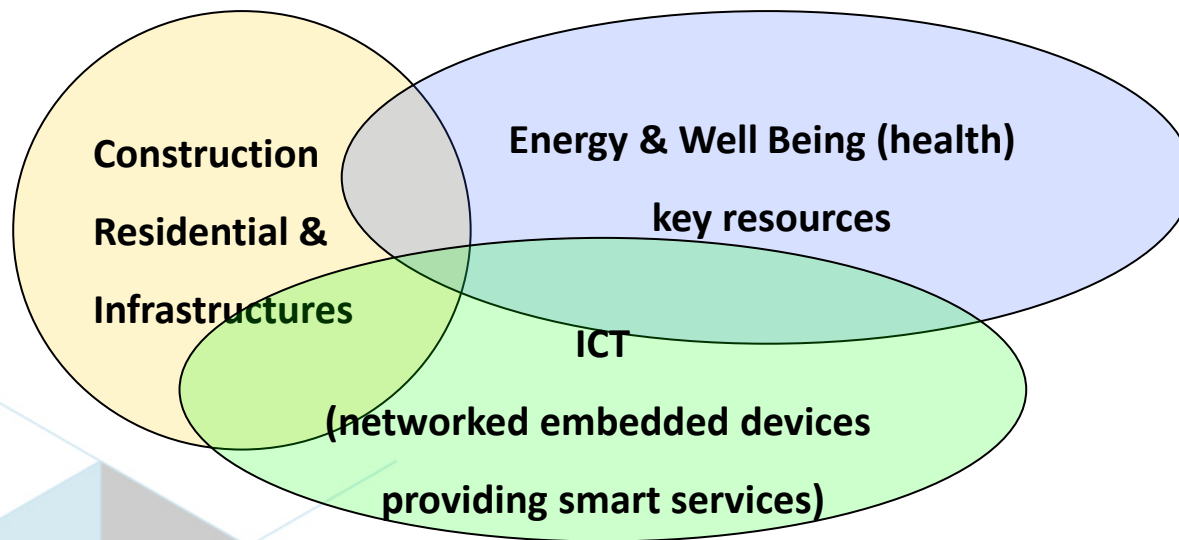 Construction
Residential &
Infrastructures
Energy & Well Being (health)
key resources
ICT
(networked embedded devices
providing smart services)